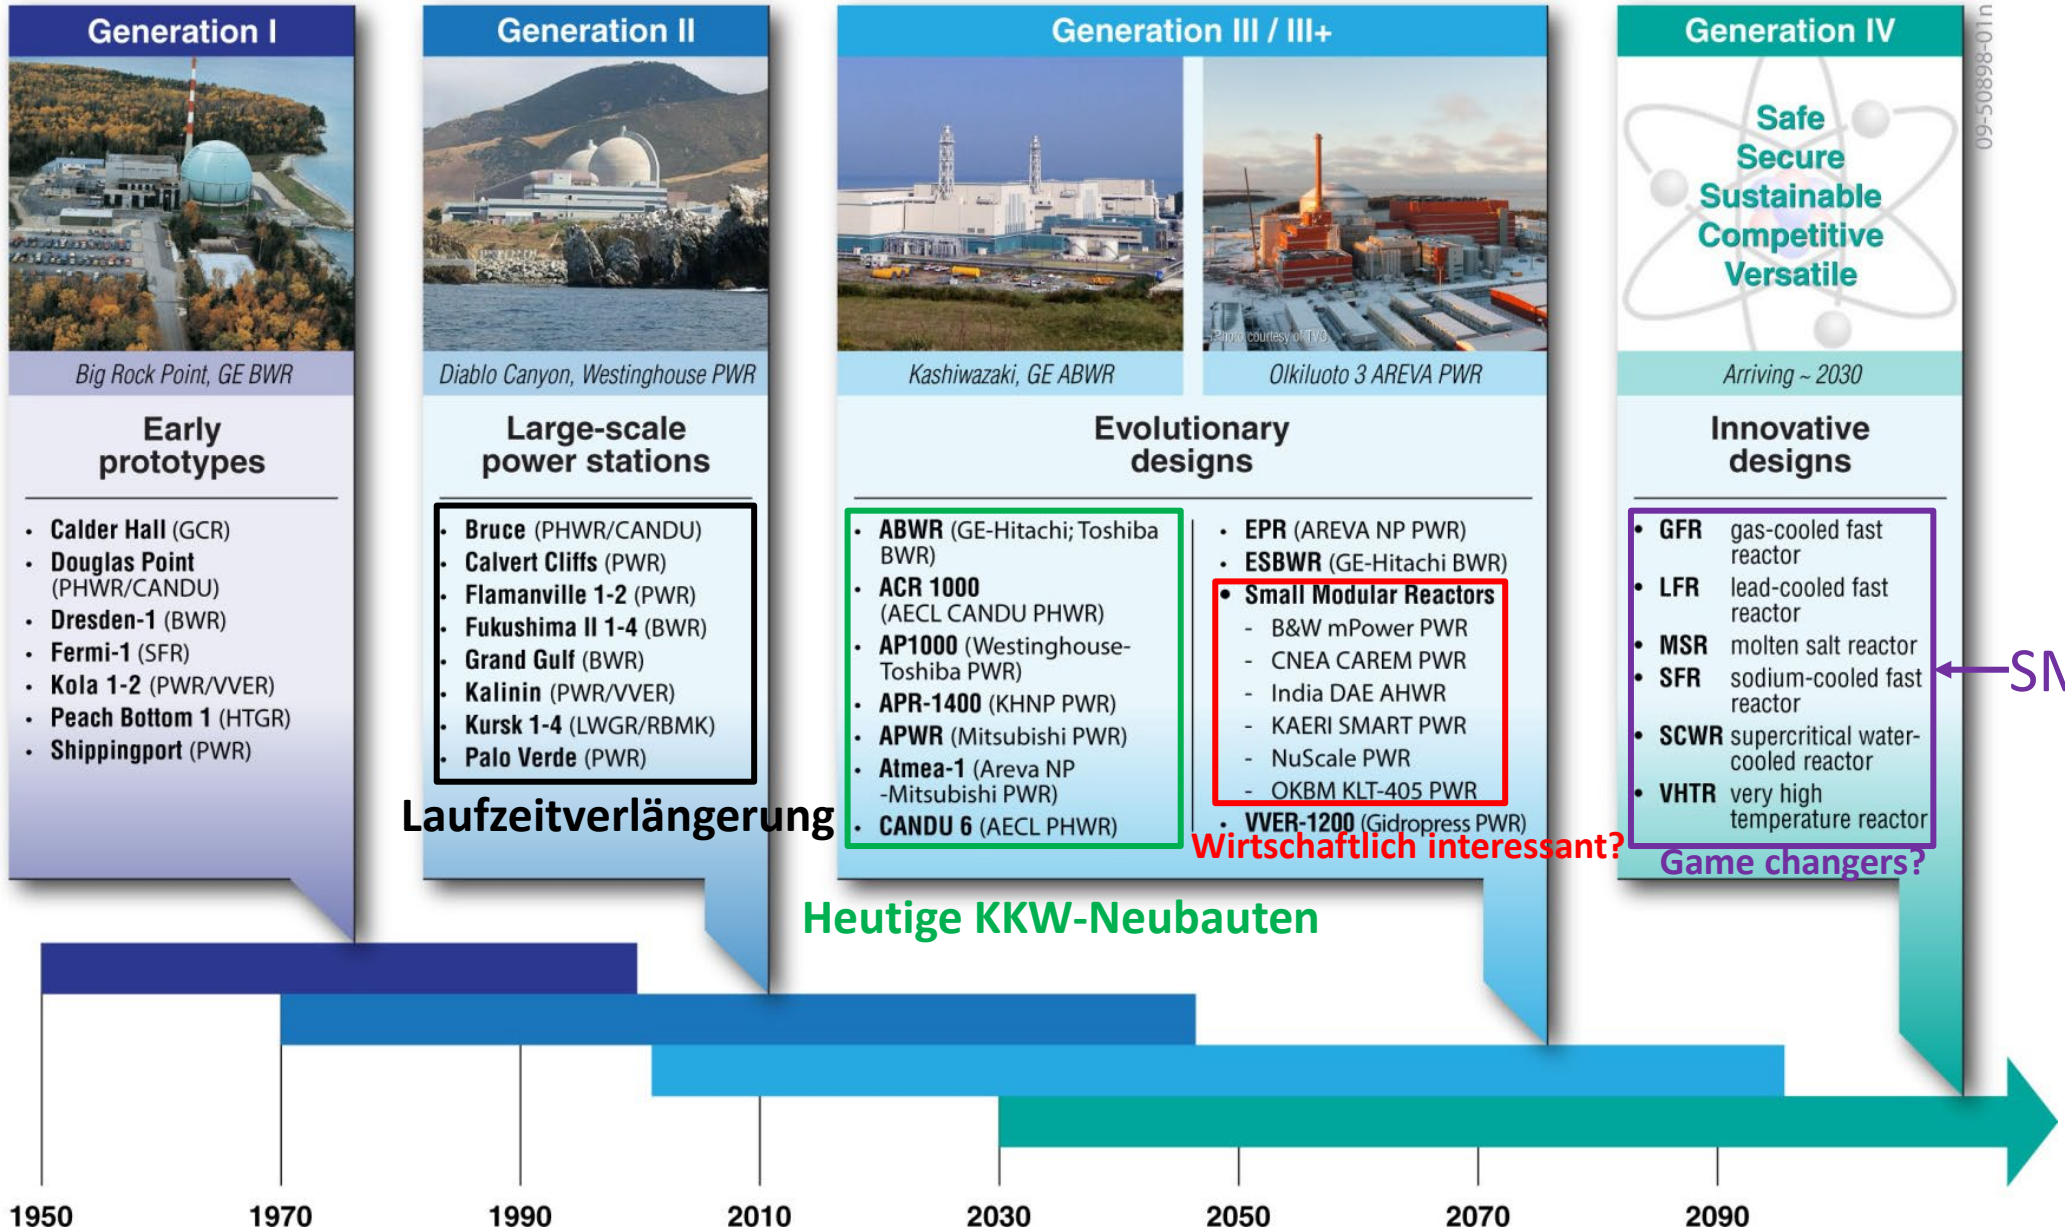 Generation I
Big Rock Point, GE BWR
Early
prototypes
· Calder Hall (GCR)
· Douglas Point
(PHWR/CANDU)
· Dresden-1 (BWR)
· Fermi-1 (SFR)
· Kola 1-2 (PWR/VVER)
· Peach Bottom 1 (HTGR)
· Shippingport (PWR)
Generation II
Diablo Canyon, Westinghouse PWR
Large-scale
power stations
· Bruce (PHWR/CANDU)
· Calvert Cliffs (PWR)
· Flamanville 1-2 (PWR)
· Fukushima II 1-4 (BWR)
· Grand Gulf (BWR)
· Kalinin (PWR/VVER)
· Kursk 1-4 (LWGR/RBMK)
· Palo Verde (PWR)
Laufzeitverlängerung
Generation III / III+
Photo courtesy of TVO
Kashiwazaki, GE ABWR
Olkiluoto 3 AREVA PWR
Evolutionary
designs
· ABWR (GE-Hitachi; Toshiba
BWR)
· ACR 1000
(AECL CANDU PHWR)
· AP1000 (Westinghouse-
Toshiba PWR)
· APR-1400 (KHNP PWR)
· APWR (Mitsubishi PWR)
· Atmea-1 (Areva NP
-Mitsubishi PWR)
· CANDU 6 (AECL PHWR)
· EPR (AREVA NP PWR)
· ESBWR (GE-Hitachi BWR)
• Small Modular Reactors
- B&W mPower PWR
- CNEA CAREM PWR
- India DAE AHWR
- KAERI SMART PWR
- NuScale PWR
- OKBM KLT-405 PWR
· VVER-1200 (Gidropress PWR)
Wirtschaftlich interessant?
Heutige KKW-Neubauten
Generation IV
09-50898-01n
Safe
Secure
Sustainable
Competitive
Versatile
Arriving ~ 2030
Innovative
designs
• GFR gas-cooled fast
reactor
• LFR lead-cooled fast
reactor
• MSR molten salt reactor
• SFR sodium-cooled fast
reactor
• SCWR supercritical water-
cooled reactor
• VHTR very high
temperature reactor
Game changers?
1950 1970 1990 2010 2030 2050 2070 2090